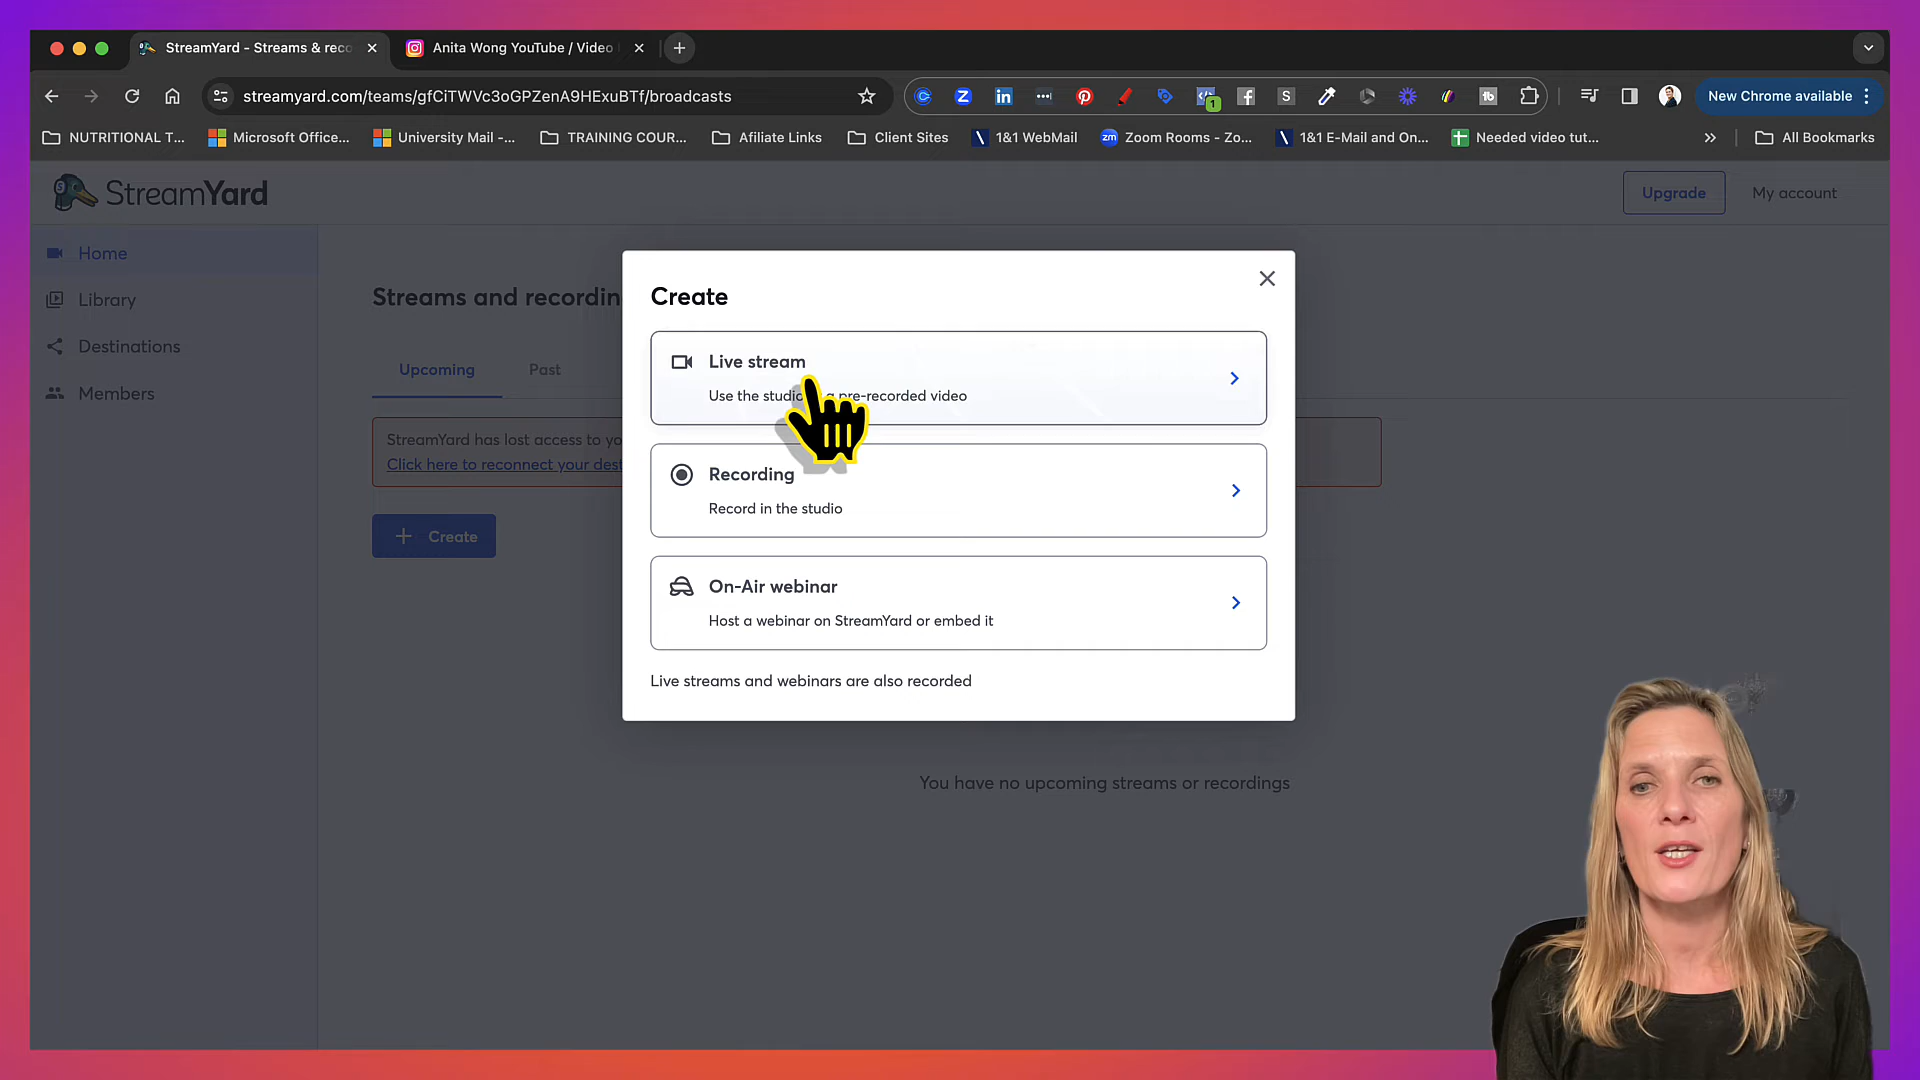 StreamYard - Streams & reco
Anita Wong YouTube / Video
streamyard.com/teams/gfCiTWVc3oGPZenA9HExuBTf/broadcasts
New Chrome available
NUTRITIONAL T...
Microsoft Office...
University Mail -...
TRAINING COUR...
Afiliate Links
Client Sites
1&1 WebMail
Zoom Rooms - Zo...
1&1 E-Mail and On...
Needed video tut...
All Bookmarks
StreamYard
Upgrade
My account
Home
Library
Destinations
Members
Streams and recordin
Upcoming
Past
StreamYard has lost access to yo
Click here to reconnect your dest
Create
Create
Live stream
Use the studio pre-recorded video
Recording
Record in the studio
On-Air webinar
Host a webinar on StreamYard or embed it
Live streams and webinars are also recorded
You have no upcoming streams or recordings